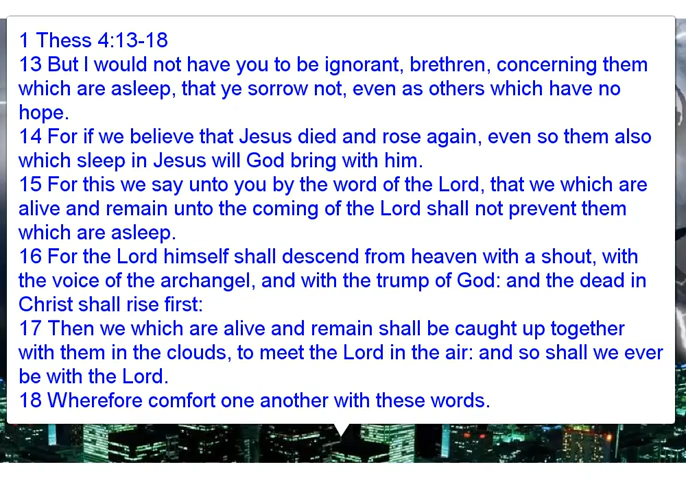 1 Thess 4:13-18
13 But I would not have you to be ignorant, brethren, concerning them
which are asleep, that ye sorrow not, even as others which have no
hope.
14 For if we believe that Jesus died and rose again, even so them also
which sleep in Jesus will God bring with him.
15 For this we say unto you by the word of the Lord, that we which are
alive and remain unto the coming of the Lord shall not prevent them
which are asleep.
16 For the Lord himself shall descend from heaven with a shout, with
the voice of the archangel, and with the trump of God: and the dead in
Christ shall rise first:
17 Then we which are alive and remain shall be caught up together
with them in the clouds, to meet the Lord in the air: and so shall we ever
be with the Lord.
18 Wherefore comfort one another with these words.